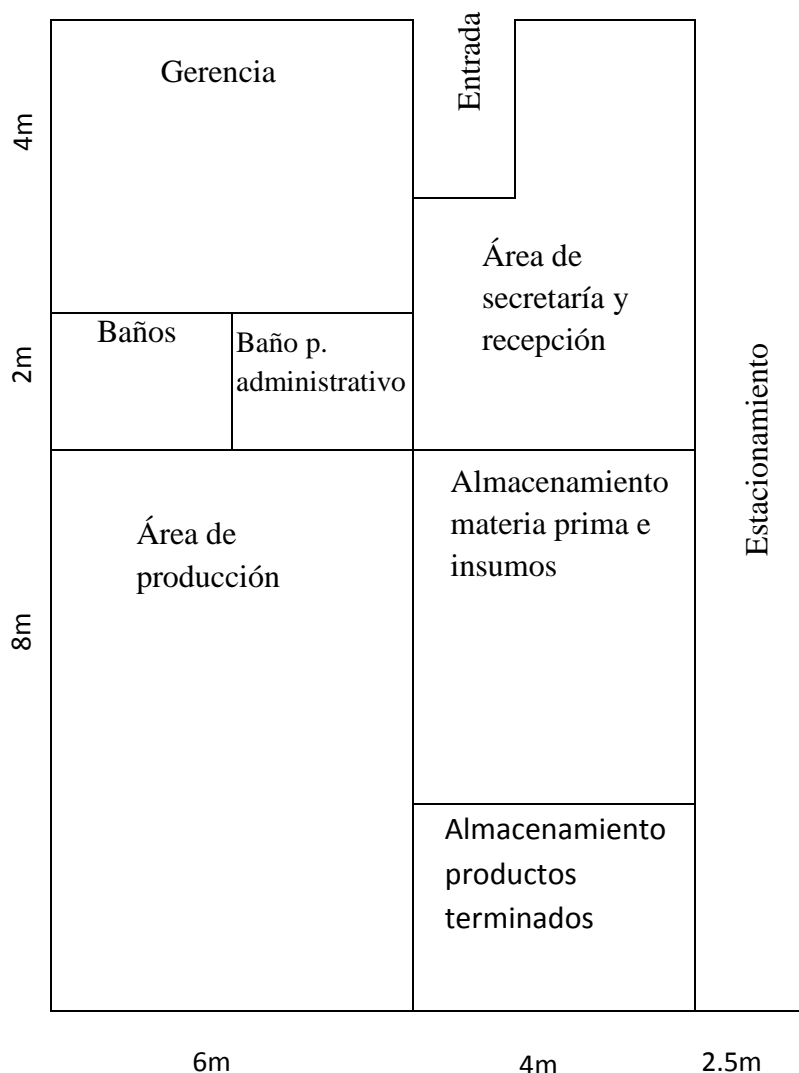 Entrada
Gerencia
4m
Área de
secretaría y
recepción
Baños
Baño p.
administrativo
2m
Estacionamiento
Almacenamiento
materia prima e
insumos
Área de
producción
8m
Almacenamiento
productos
terminados
6m
4m
2.5m